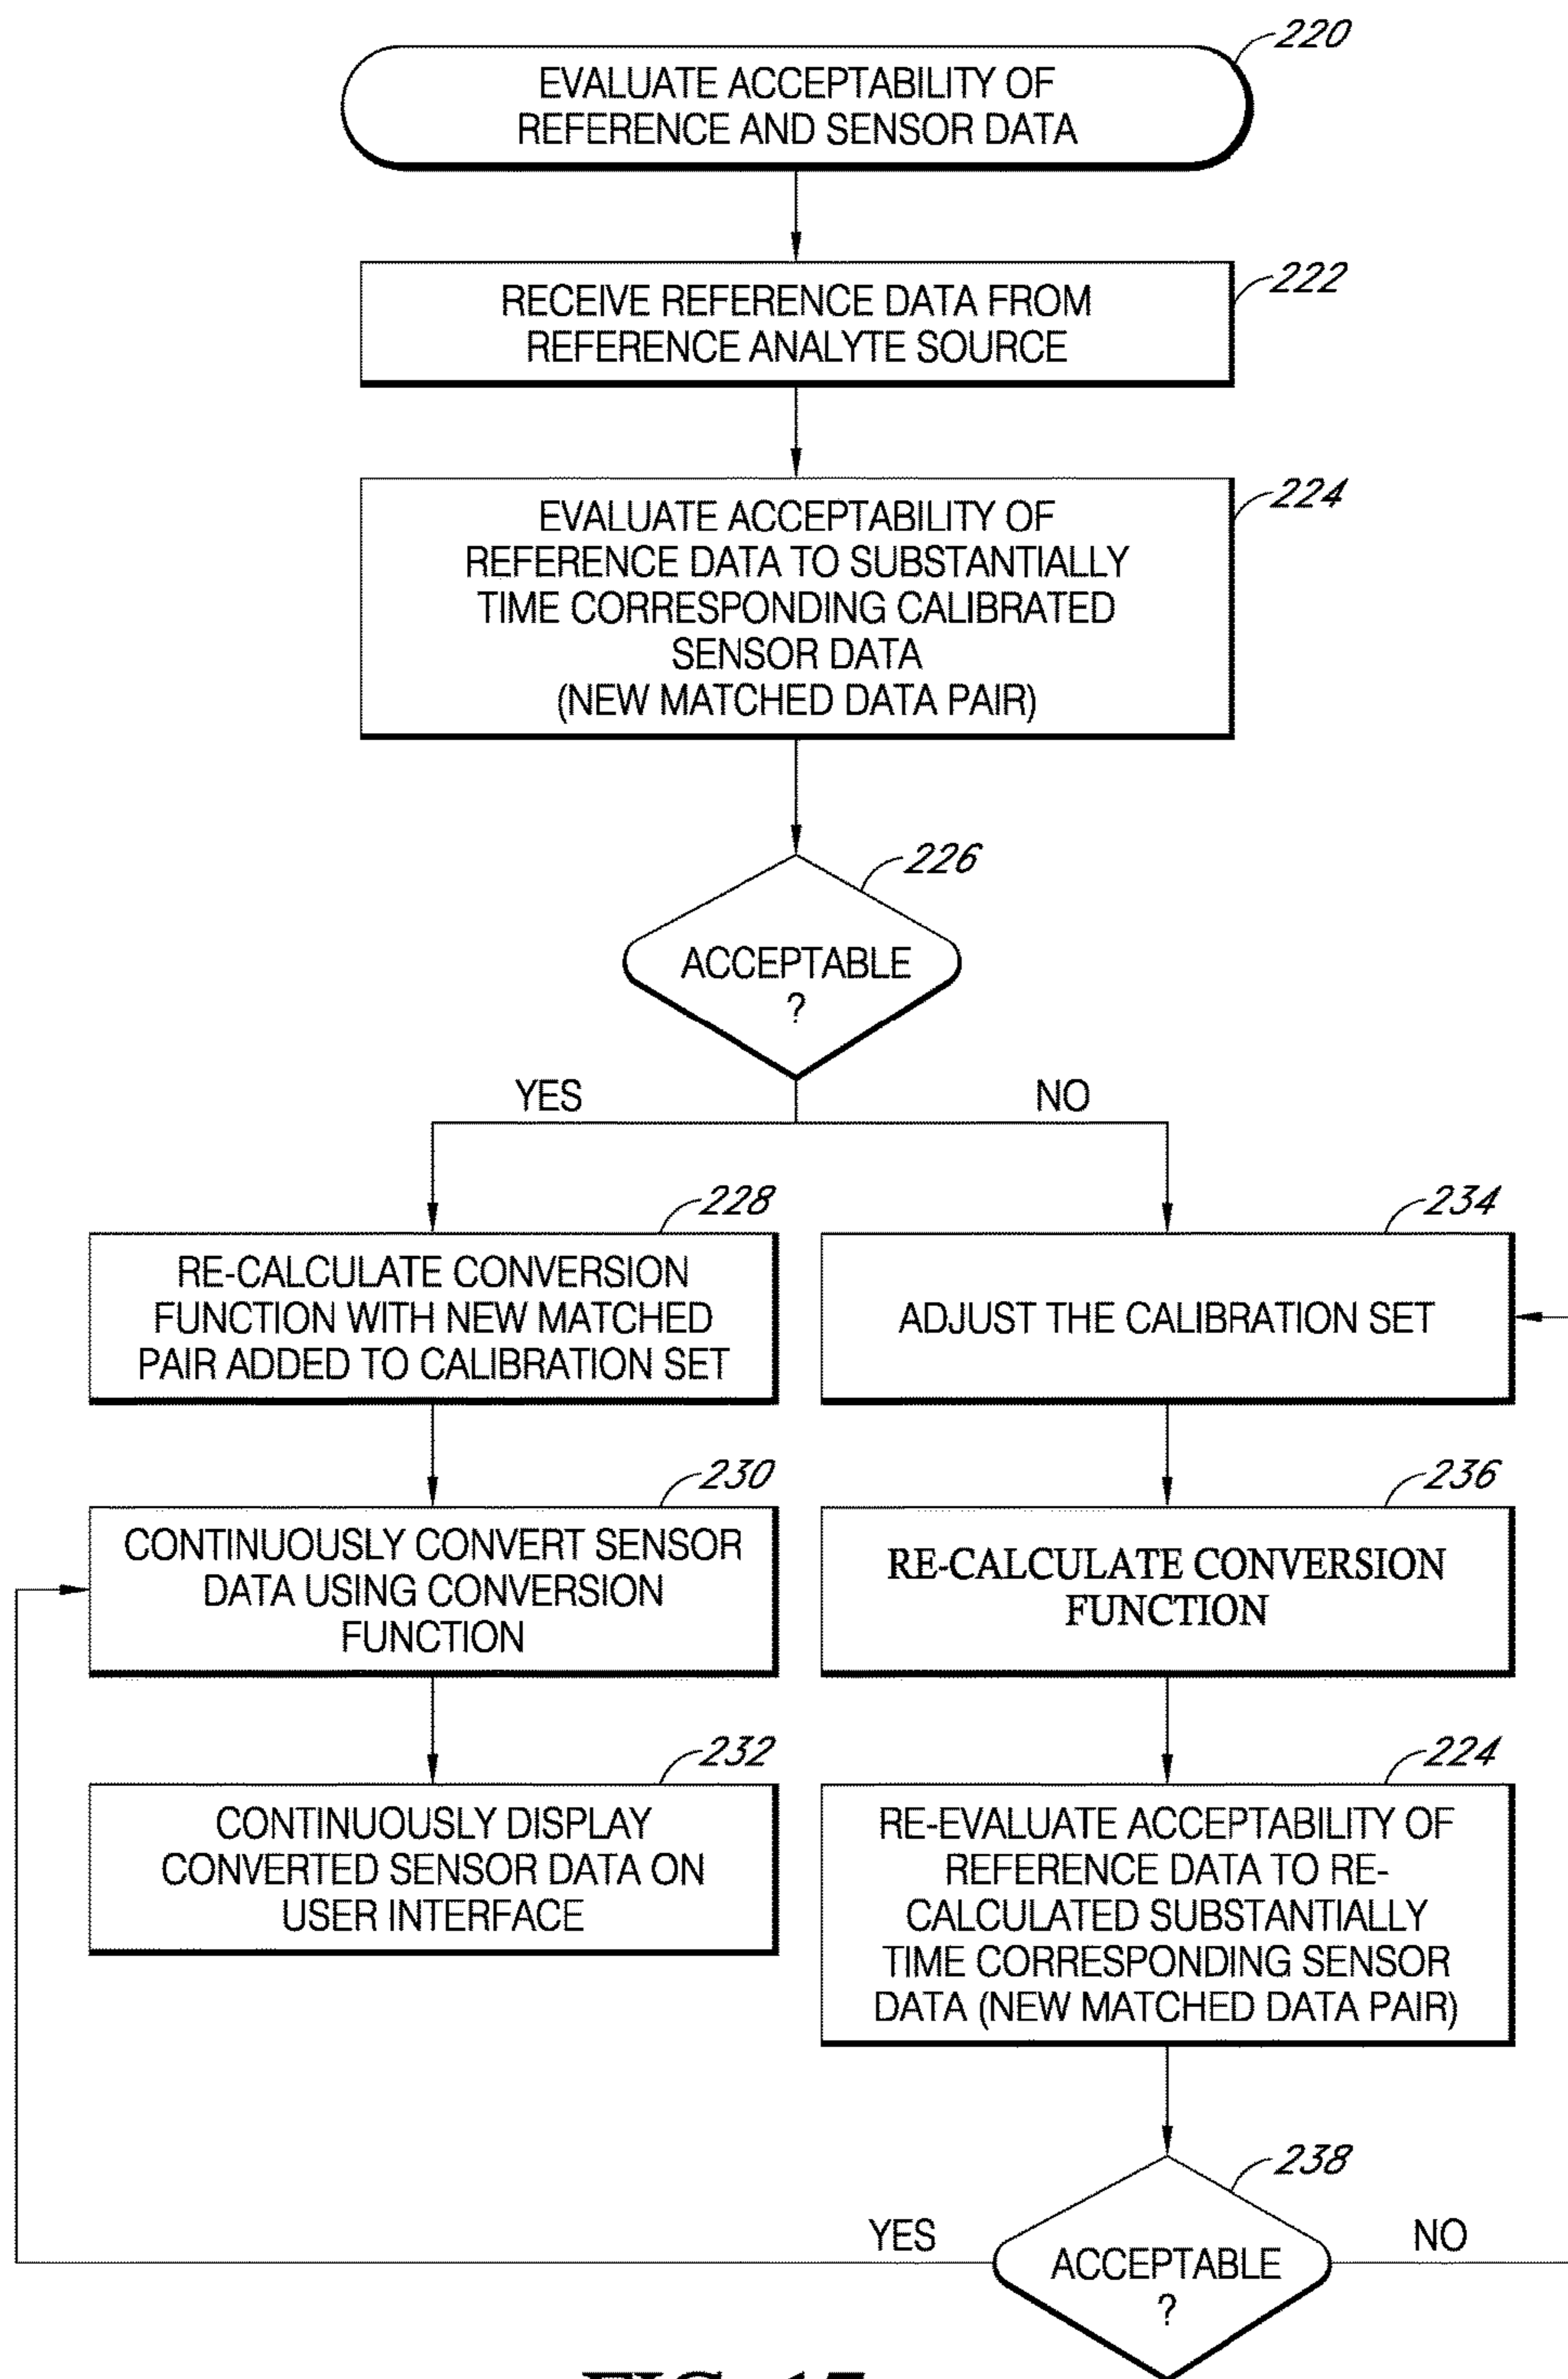 220
EVALUATE ACCEPTABILITY OF
REFERENCE AND SENSOR DATA
222
RECEIVE REFERENCE DATA FROM
REFERENCE ANALYTE SOURCE
224
EVALUATE ACCEPTABILITY OF
REFERENCE DATA TO SUBSTANTIALLY
TIME CORRESPONDING CALIBRATED
SENSOR DATA
(NEW MATCHED DATA PAIR)
226
ACCEPTABLE
?
YES
NO
228
RE-CALCULATE CONVERSION
FUNCTION WITH NEW MATCHED
PAIR ADDED TO CALIBRATION SET
230
CONTINUOUSLY CONVERT SENSOR
DATA USING CONVERSION
FUNCTION
232
CONTINUOUSLY DISPLAY
CONVERTED SENSOR DATA ON
USER INTERFACE
234
ADJUST THE CALIBRATION SET
236
RE-CALCULATE CONVERSION
FUNCTION
224
RE-EVALUATE ACCEPTABILITY OF
REFERENCE DATA TO RE-
CALCULATED SUBSTANTIALLY
TIME CORRESPONDING SENSOR
DATA (NEW MATCHED DATA PAIR)
238
YES
ACCEPTABLE
?
NO